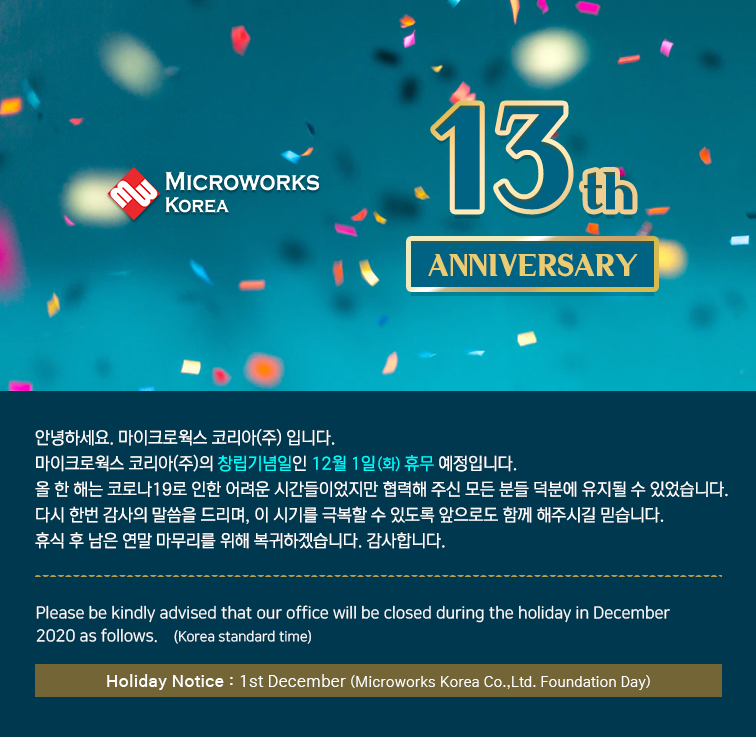 MW
MICROWORKS
KOREA
13th
ANNIVERSARY
안녕하세요. 마이크로웍스 코리아(주) 입니다.
마이크로웍스 코리아(주)의 창립기념일인 12월 1일(화) 휴무 예정입니다.
올 한 해는 코로나19로 인한 어려운 시간들이었지만 협력해 주신 모든 분들 덕분에 유지될 수 있었습니다.
다시 한번 감사의 말씀을 드리며, 이 시기를 극복할 수 있도록 앞으로도 함께 해주시길 믿습니다.
휴식 후 남은 연말 마무리를 위해 복귀하겠습니다. 감사합니다.
Please be kindly advised that our office will be closed during the holiday in December
2020 as follows. (Korea standard time)
Holiday Notice : 1st December (Microworks Korea Co.,Ltd. Foundation Day)